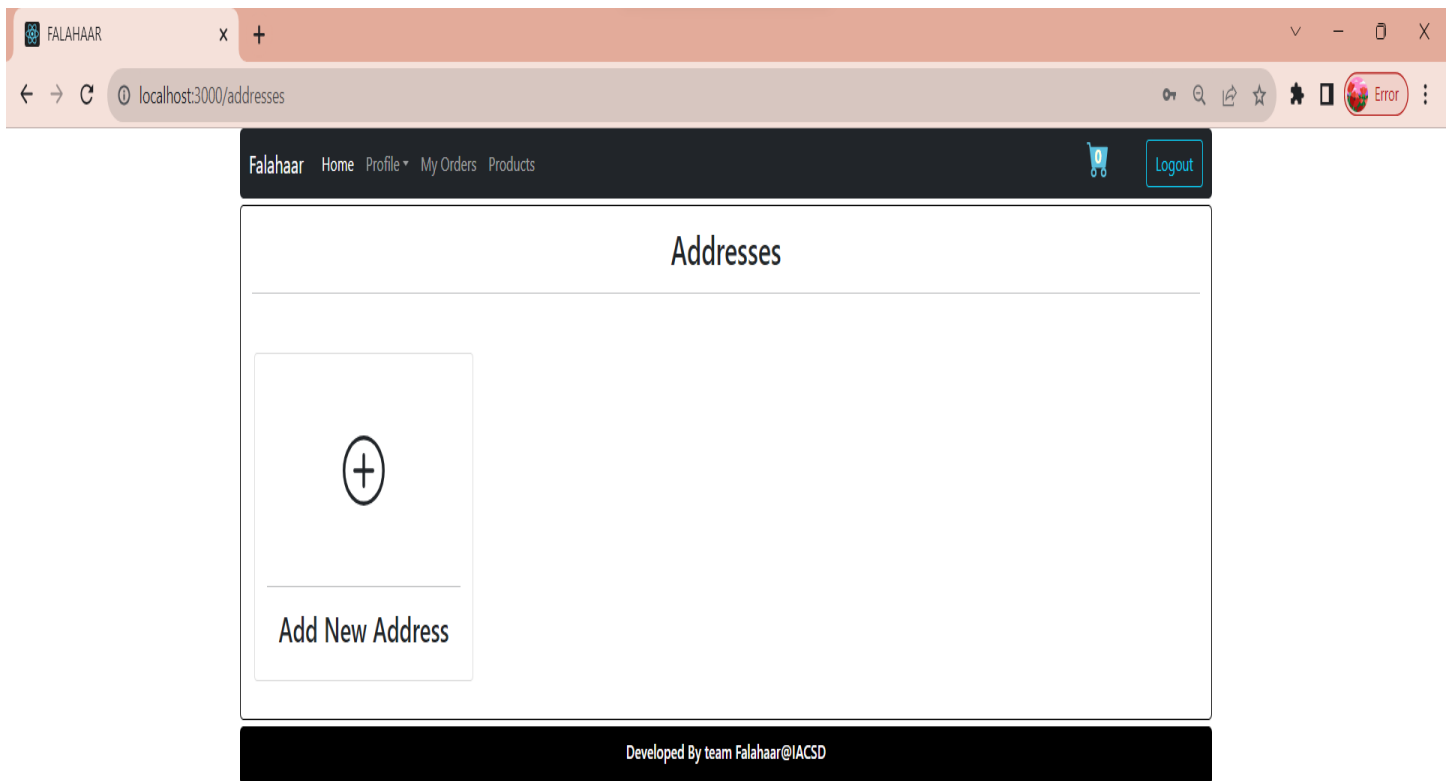 FALAHAAR
localhost:3000/addresses
Error
Falahaar Home Profile My Orders Products 0 Logout
Addresses
Add New Address
Developed By team Falahaar@IACSD